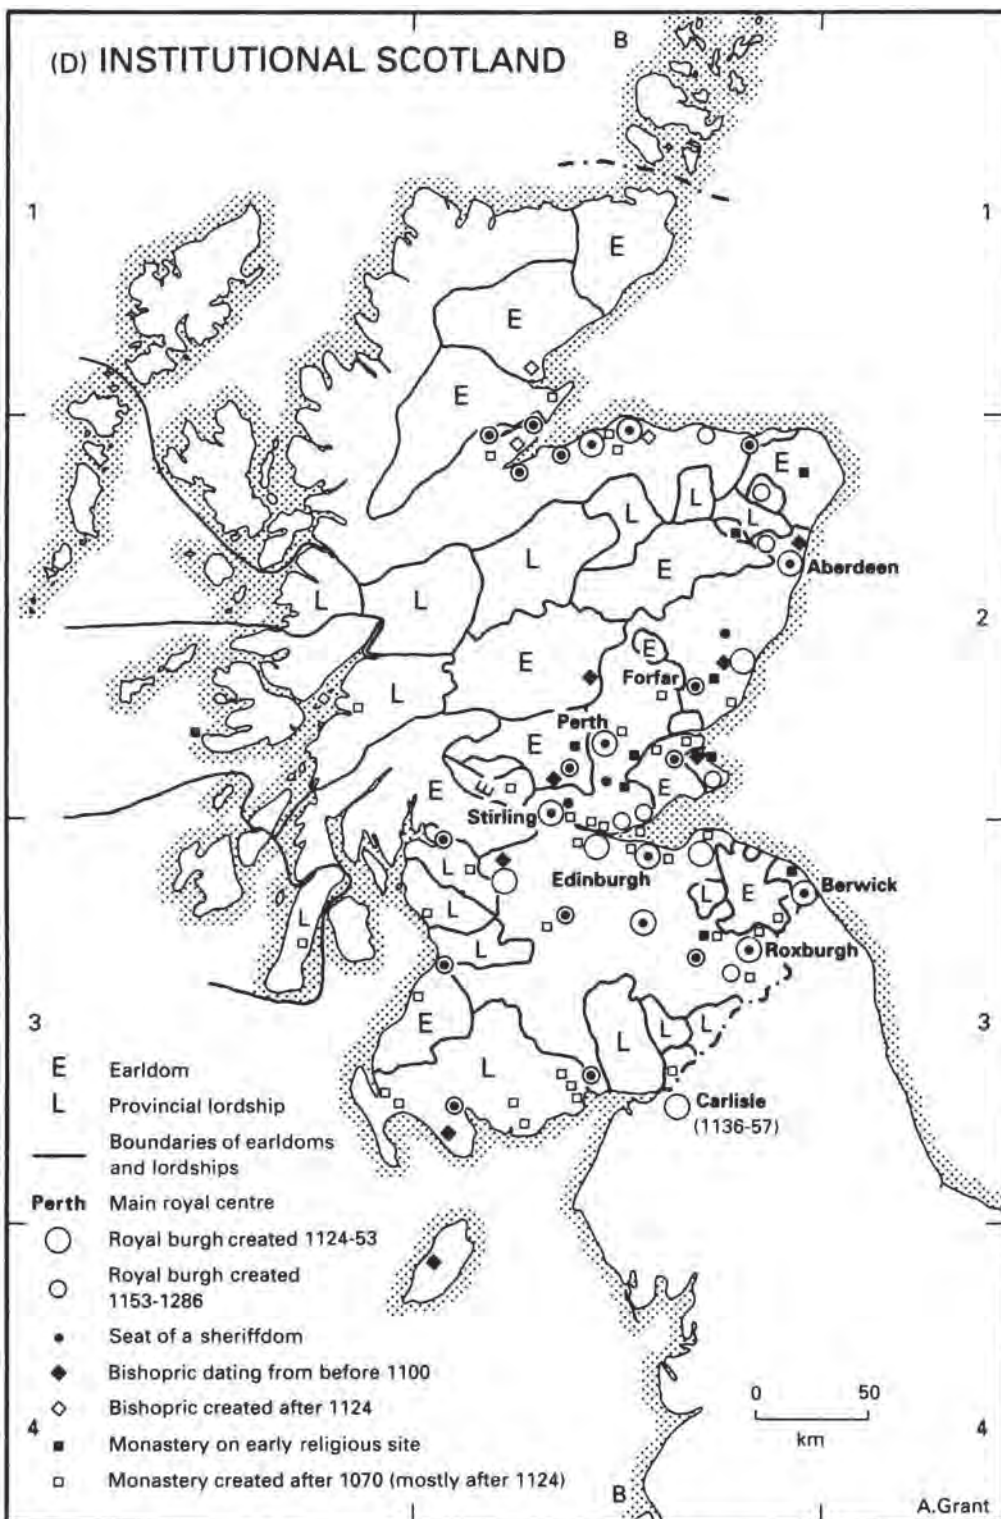 (D) INSTITUTIONAL SCOTLAND
B
1
1
E
E
E
E
L
L
L
L
E
Aberdeen
L
L
2
E
E
Forfar
L
Perth
E
E
E
E
Stirling
L
Edinburgh
L
E
Berwick
L
L
L
Roxburgh
3
E
L
L
L
3
L
Carlisle
(1136-57)
E Earldom
L Provincial lordship
Boundaries of earldoms
and lordships
Perth Main royal centre
Royal burgh created 1124-53
Royal burgh created
1153-1286
Seat of a sheriffdom
Bishopric dating from before 1100
Bishopric created after 1124
Monastery on early religious site
Monastery created after 1070 (mostly after 1124)
0 50
km
4
4
B
A.Grant